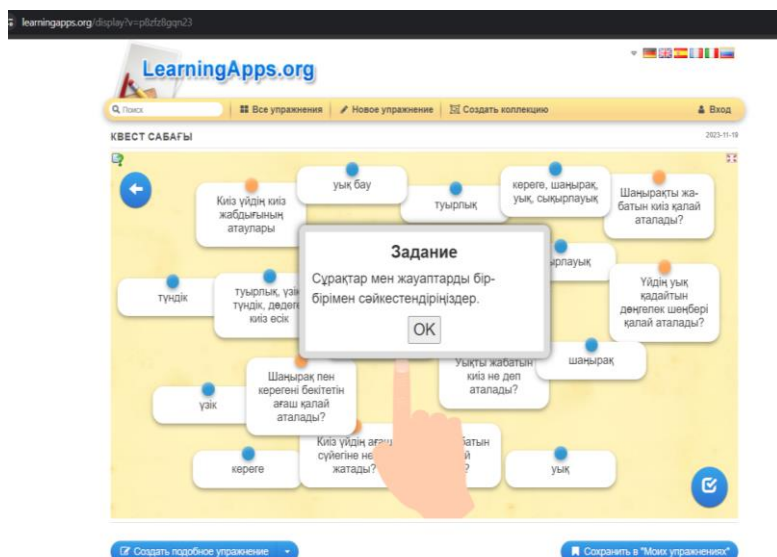 learningapps.org/display?v=p8zfz8gqn23
LearningApps.org
Поиск
Все упражнения
Новое упражнение
Создать коллекцию
Вход
КВЕСТ САБАҒЫ
2023-11-19
Киіз үйдің киіз
жабдығының
атаулары
уық бау
туырлық
кереге, шаңырақ,
уық, сықырлауық
Шаңырақты жа-
батын киіз қалай
аталады?
түндік
туырлық, үзік
түндік, дөдеге
киіз есік
Задание
Сұрақтар мен жауаптарды бір-
бірімен сәйкестендіріңіздер.
OK
Үйдің уық
қадайтын
дөңгелек шеңбері
қалай аталады?
Уықты жабатын
киіз не деп
аталады?
шаңырақ
Шаңырақ пен
керегені бекітетін
ағаш қалай
аталады?
үзік
кереге
Киіз үйдің ағаш
сүйегіне не
жатады?
уық
Создать подобное упражнение
Сохранить в "Моих упражнениях"